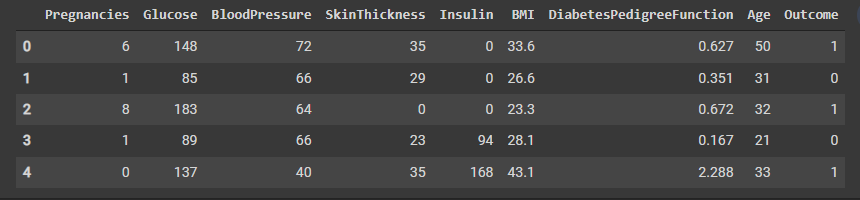 Pregnancies Glucose BloodPressure SkinThickness Insulin BMI DiabetesPedigreeFunction Age Outcome
0 6 148 72 35 0 33.6 0.627 50 1
1 1 85 66 29 0 26.6 0.351 31 0
2 8 183 64 0 0 23.3 0.672 32 1
3 1 89 66 23 94 28.1 0.167 21 0
4 0 137 40 35 168 43.1 2.288 33 1